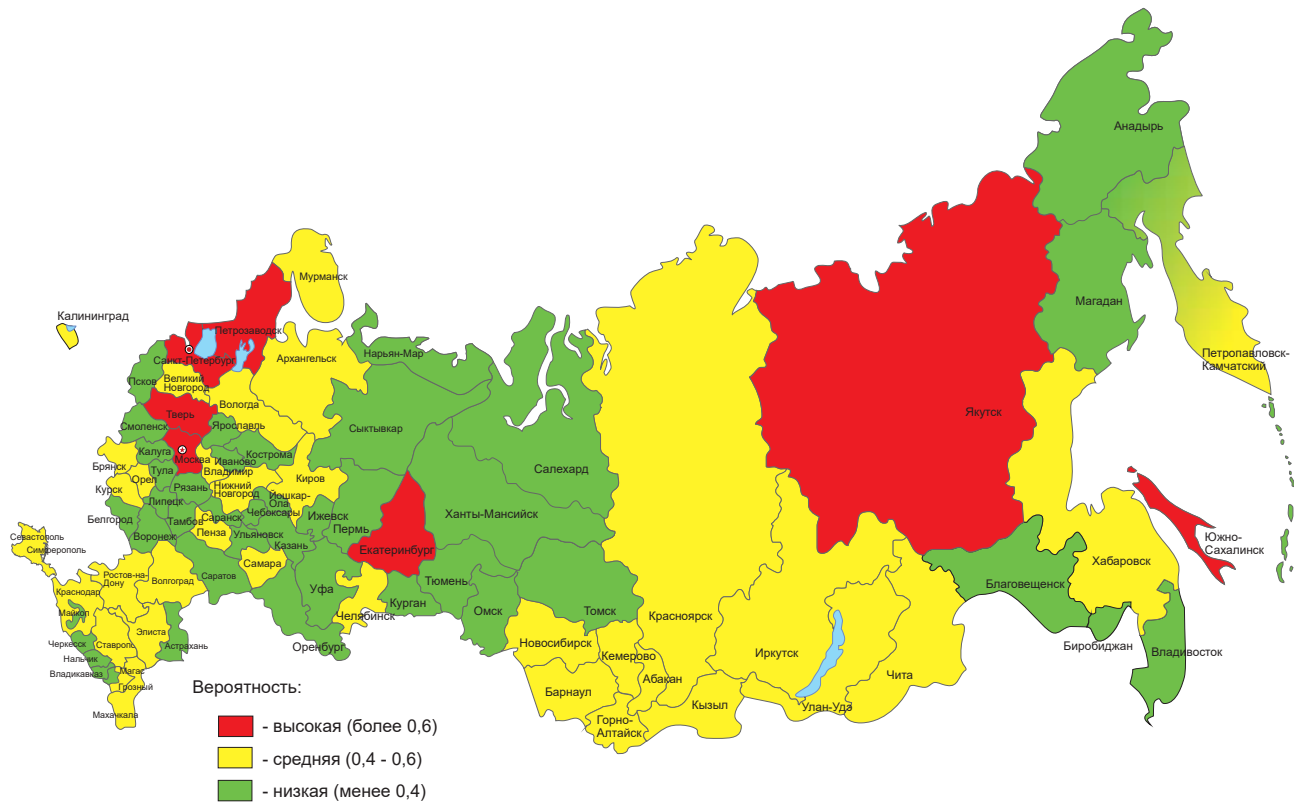 Анадырь
Мурманск
Магадан
Калининград
Петрозаводск
Санкт-Петербург
Архангельск
Нарьян-Мар
Петропавловск-
Камчатский
Псков
Великий
Новгород
Вологда
Тверь
Якутск
Смоленск
Ярославль
Сыктывкар
Калуга
Москва
Иваново
Кострома
Брянск
Тула
Владимир
Салехард
Орел
Рязань
Нижний
Новгород
Киров
Курск
Липецк
Йошкар-
Ола
Белгород
Тамбов
Саранск
Чебоксары
Ижевск
Пермь
Ханты-Мансийск
Воронеж
Пенза
Ульяновск
Казань
Екатеринбург
Севастополь
Симферополь
Южно-
Сахалинск
Самара
Хабаровск
Ростов-на-
Дону
Волгоград
Саратов
Уфа
Тюмень
Благовещенск
Краснодар
Курган
Омск
Томск
Красноярск
Майкоп
Челябинск
Элиста
Черкесск
Ставрополь
Астрахань
Оренбург
Новосибирск
Биробиджан
Владивосток
Нальчик
Кемерово
Иркутск
Владикавказ
Магас
Абакан
Чита
Грозный
Барнаул
Кызыл
Улан-Удэ
Махачкала
Горно-
Алтайск
Вероятность:
- высокая (более 0,6)
- средняя (0,4 - 0,6)
- низкая (менее 0,4)